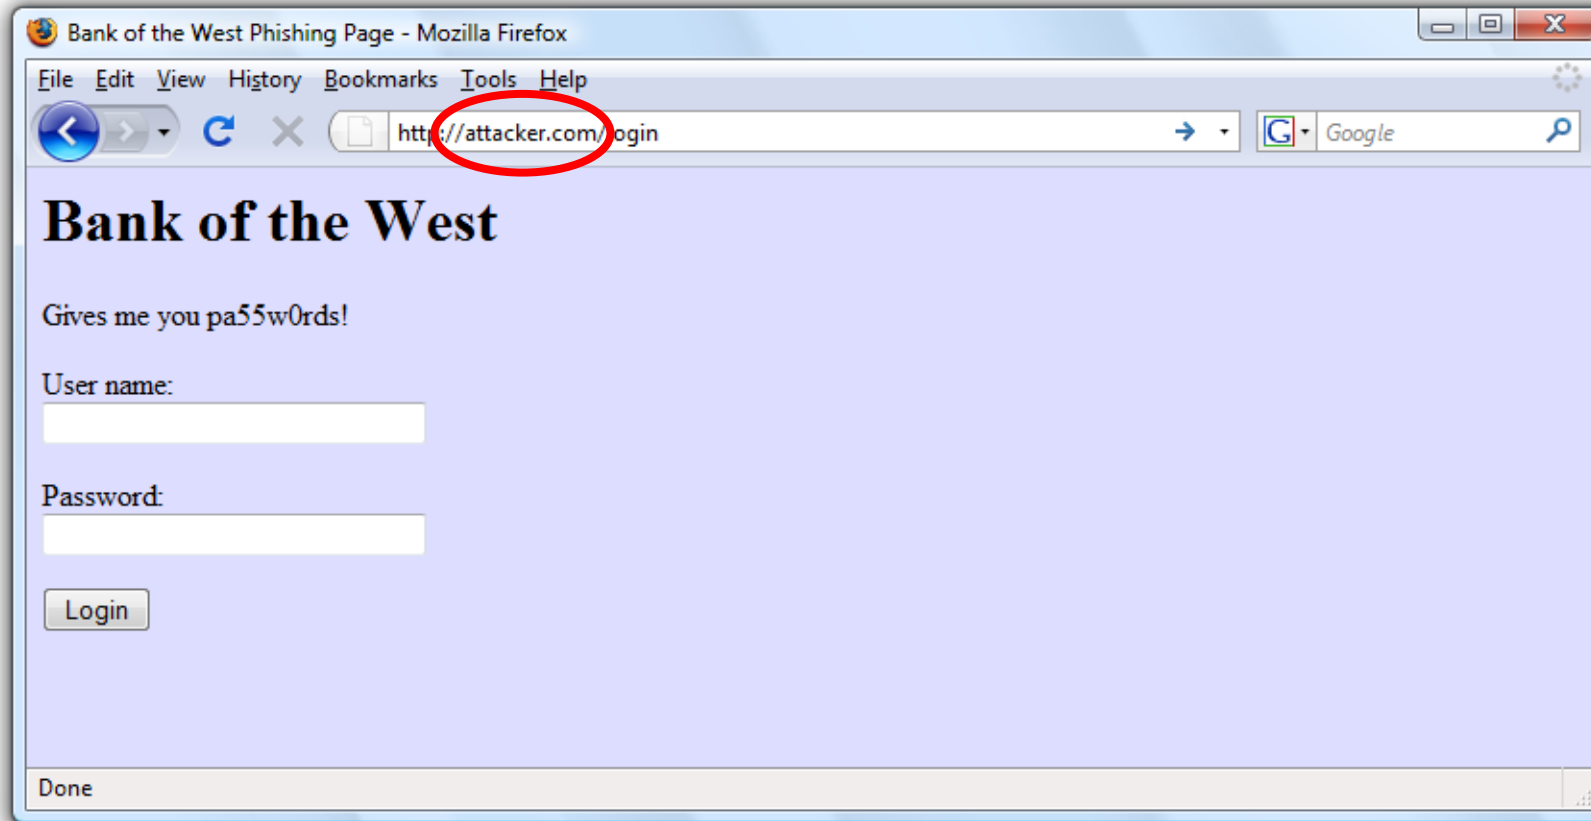 Bank of the West Phishing Page - Mozilla Firefox
File Edit View History Bookmarks Tools Help
http://attacker.com/login G Google
Bank of the West
Gives me you pa55w0rds!
User name:
Password:
Login
Done